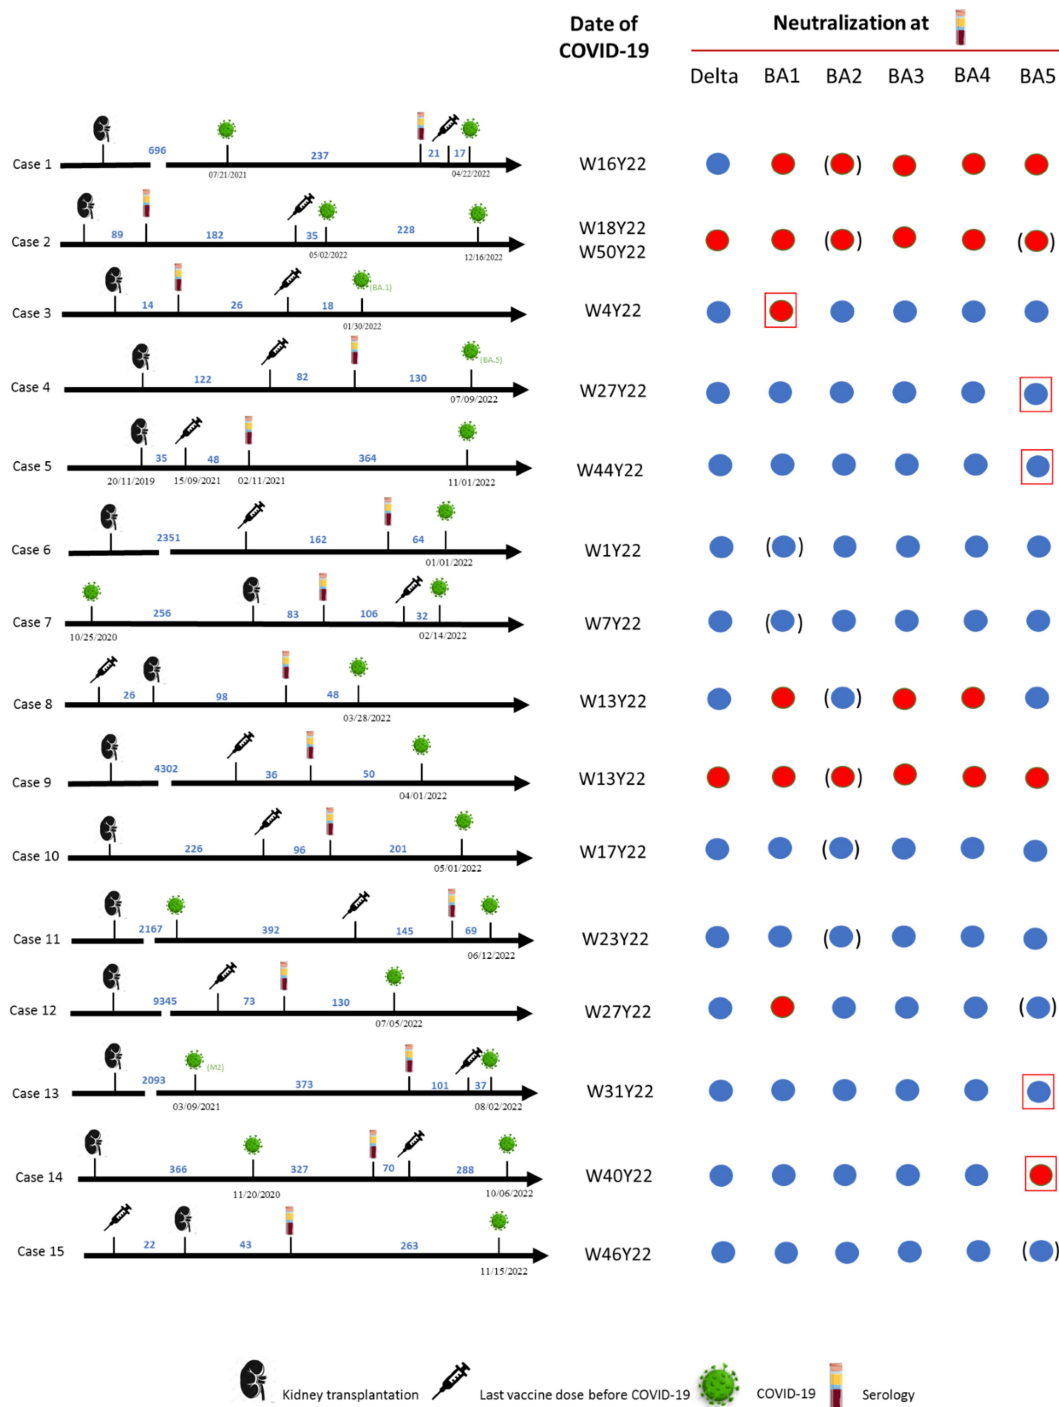 Date of
COVID-19
Neutralization at
Delta BA1 BA2 BA3 BA4 BA5
Case 1 696 237 21 17 W16Y22 ( )
07/21/2021 04/22/2022
Case 2 89 182 35 228 W18Y22
W50Y22 ( ) ( )
05/02/2022 12/16/2022
Case 3 14 26 18 (BA.1) W4Y22
01/30/2022
Case 4 122 82 130 (BA.5) W27Y22
07/09/2022
Case 5 35 48 364 W44Y22
20/11/2019 15/09/2021 02/11/2021 11/01/2022
Case 6 2351 162 64 W1Y22 ( )
01/01/2022
Case 7 256 83 106 32 W7Y22 ( )
10/25/2020 02/14/2022
Case 8 26 98 48 W13Y22 ( )
03/28/2022
Case 9 4302 36 50 W13Y22 ( )
04/01/2022
Case 10 226 96 201 W17Y22 ( )
05/01/2022
Case 11 2167 392 145 69 W23Y22 ( )
06/12/2022
Case 12 9345 73 130 W27Y22 ( )
07/05/2022
Case 13 2093 (M2) 373 101 37 W31Y22
03/09/2021 08/02/2022
Case 14 366 327 70 288 W40Y22
11/20/2020 10/06/2022
Case 15 22 43 263 W46Y22 ( )
11/15/2022
Kidney transplantation Last vaccine dose before COVID-19 COVID-19 Serology